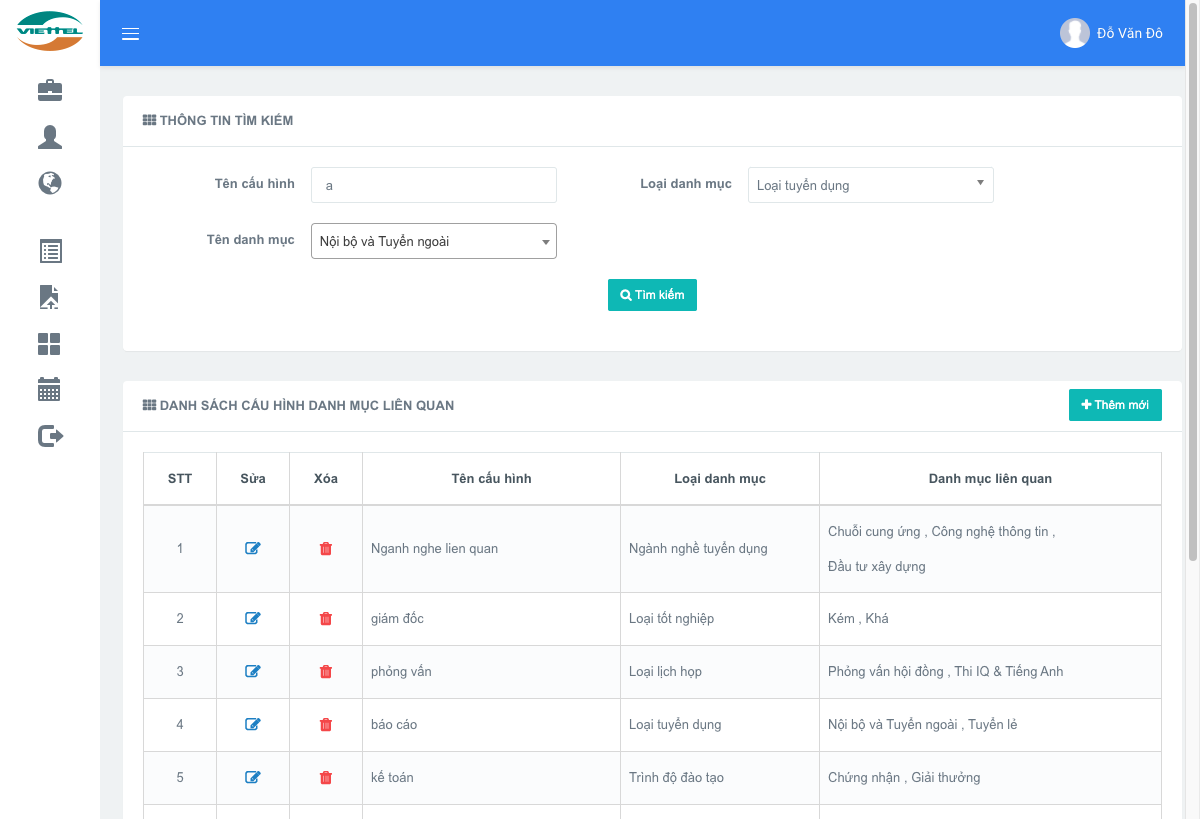 VIETTEL
Đỗ Văn Đô
THÔNG TIN TÌM KIẾM
Tên cấu hình
a
Loại danh mục
Loại tuyển dụng
Tên danh mục
Nội bộ và Tuyển ngoài
Tìm kiếm
DANH SÁCH CẤU HÌNH DANH MỤC LIÊN QUAN
Thêm mới
STT Sửa Xóa Tên cấu hình Loại danh mục Danh mục liên quan
1 Nganh nghe lien quan Ngành nghề tuyển dụng Chuỗi cung ứng , Công nghệ thông tin ,
Đầu tư xây dựng
2 giám đốc Loại tốt nghiệp Kém , Khá
3 phỏng vấn Loại lịch họp Phỏng vấn hội đồng , Thi IQ & Tiếng Anh
4 báo cáo Loại tuyển dụng Nội bộ và Tuyển ngoài , Tuyển lẻ
5 kế toán Trình độ đào tạo Chứng nhận , Giải thưởng